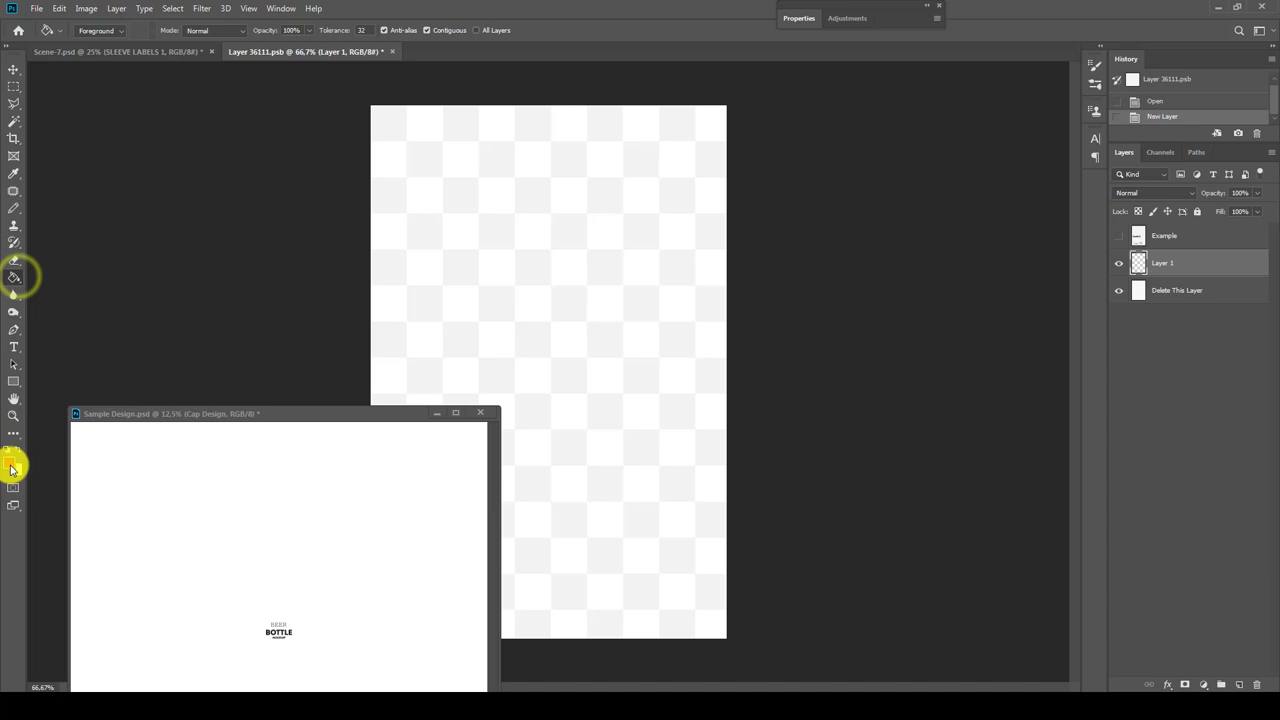 Ps File Edit Image Layer Type Select Filter 3D View Window Help
Properties Adjustments
Foreground Mode: Normal Opacity: 100% Tolerance: 32 Anti-alias Contiguous All Layers
Scene-7.psd @ 25% (SLEEVE LABELS 1, RGB/8#) * Layer 36111.psb @ 66,7% (Layer 1, RGB/8#) *
History
Layer 36111.psb
Open
New Layer
Layers Channels Paths
Kind
Normal Opacity: 100%
Lock: Fill: 100%
Example
Layer 1
Delete This Layer
Ps Sample Design.psd @ 12,5% (Cap Design, RGB/8) *
BEER
BOTTLE
MOCKUP
66,67%